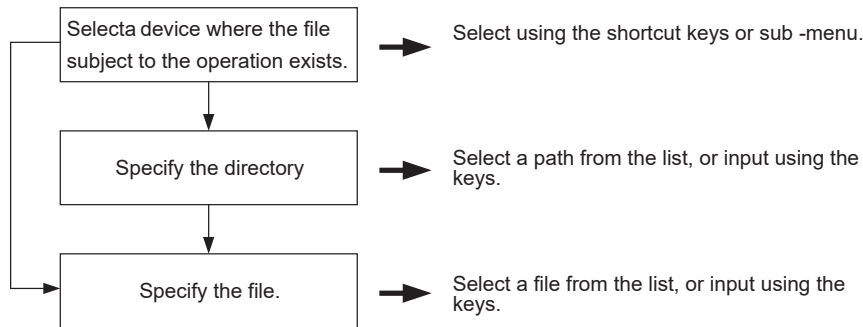 Selecta device where the file
subject to the operation exists.
Select using the shortcut keys or sub -menu.
Specify the directory
Select a path from the list, or input using the
keys.
Specify the file.
Select a file from the list, or input using the
keys.